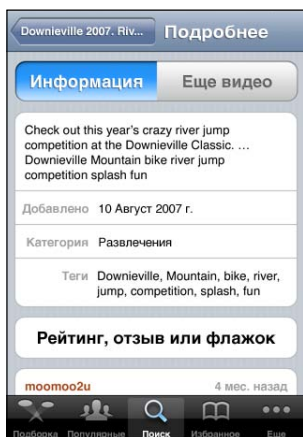 Downieville 2007. Riv...
Подробнее
Информация
Еще видео
Check out this year's crazy river jump
competition at the Downieville Classic. ...
Downieville Mountain bike river jump
competition splash fun
Добавлено 10 Август 2007 г.
Категория Развлечения
Теги Downieville, Mountain, bike, river,
jump, competition, splash, fun
Рейтинг, отзыв или флажок
moomoo2u 4 мес. назад
Подборка Популярные Поиск Избранное Еще